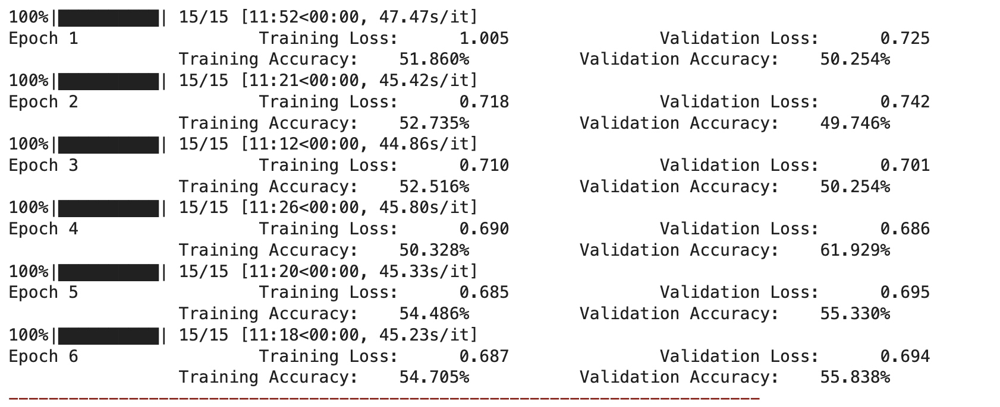 100%|██████████| 15/15 [11:52<00:00, 47.47s/it]
Epoch 1 Training Loss: 1.005 Validation Loss: 0.725
Training Accuracy: 51.860% Validation Accuracy: 50.254%
100%|██████████| 15/15 [11:21<00:00, 45.42s/it]
Epoch 2 Training Loss: 0.718 Validation Loss: 0.742
Training Accuracy: 52.735% Validation Accuracy: 49.746%
100%|██████████| 15/15 [11:12<00:00, 44.86s/it]
Epoch 3 Training Loss: 0.710 Validation Loss: 0.701
Training Accuracy: 52.516% Validation Accuracy: 50.254%
100%|██████████| 15/15 [11:26<00:00, 45.80s/it]
Epoch 4 Training Loss: 0.690 Validation Loss: 0.686
Training Accuracy: 50.328% Validation Accuracy: 61.929%
100%|██████████| 15/15 [11:20<00:00, 45.33s/it]
Epoch 5 Training Loss: 0.685 Validation Loss: 0.695
Training Accuracy: 54.486% Validation Accuracy: 55.330%
100%|██████████| 15/15 [11:18<00:00, 45.23s/it]
Epoch 6 Training Loss: 0.687 Validation Loss: 0.694
Training Accuracy: 54.705% Validation Accuracy: 55.838%
---------------------------------------------------------------------------